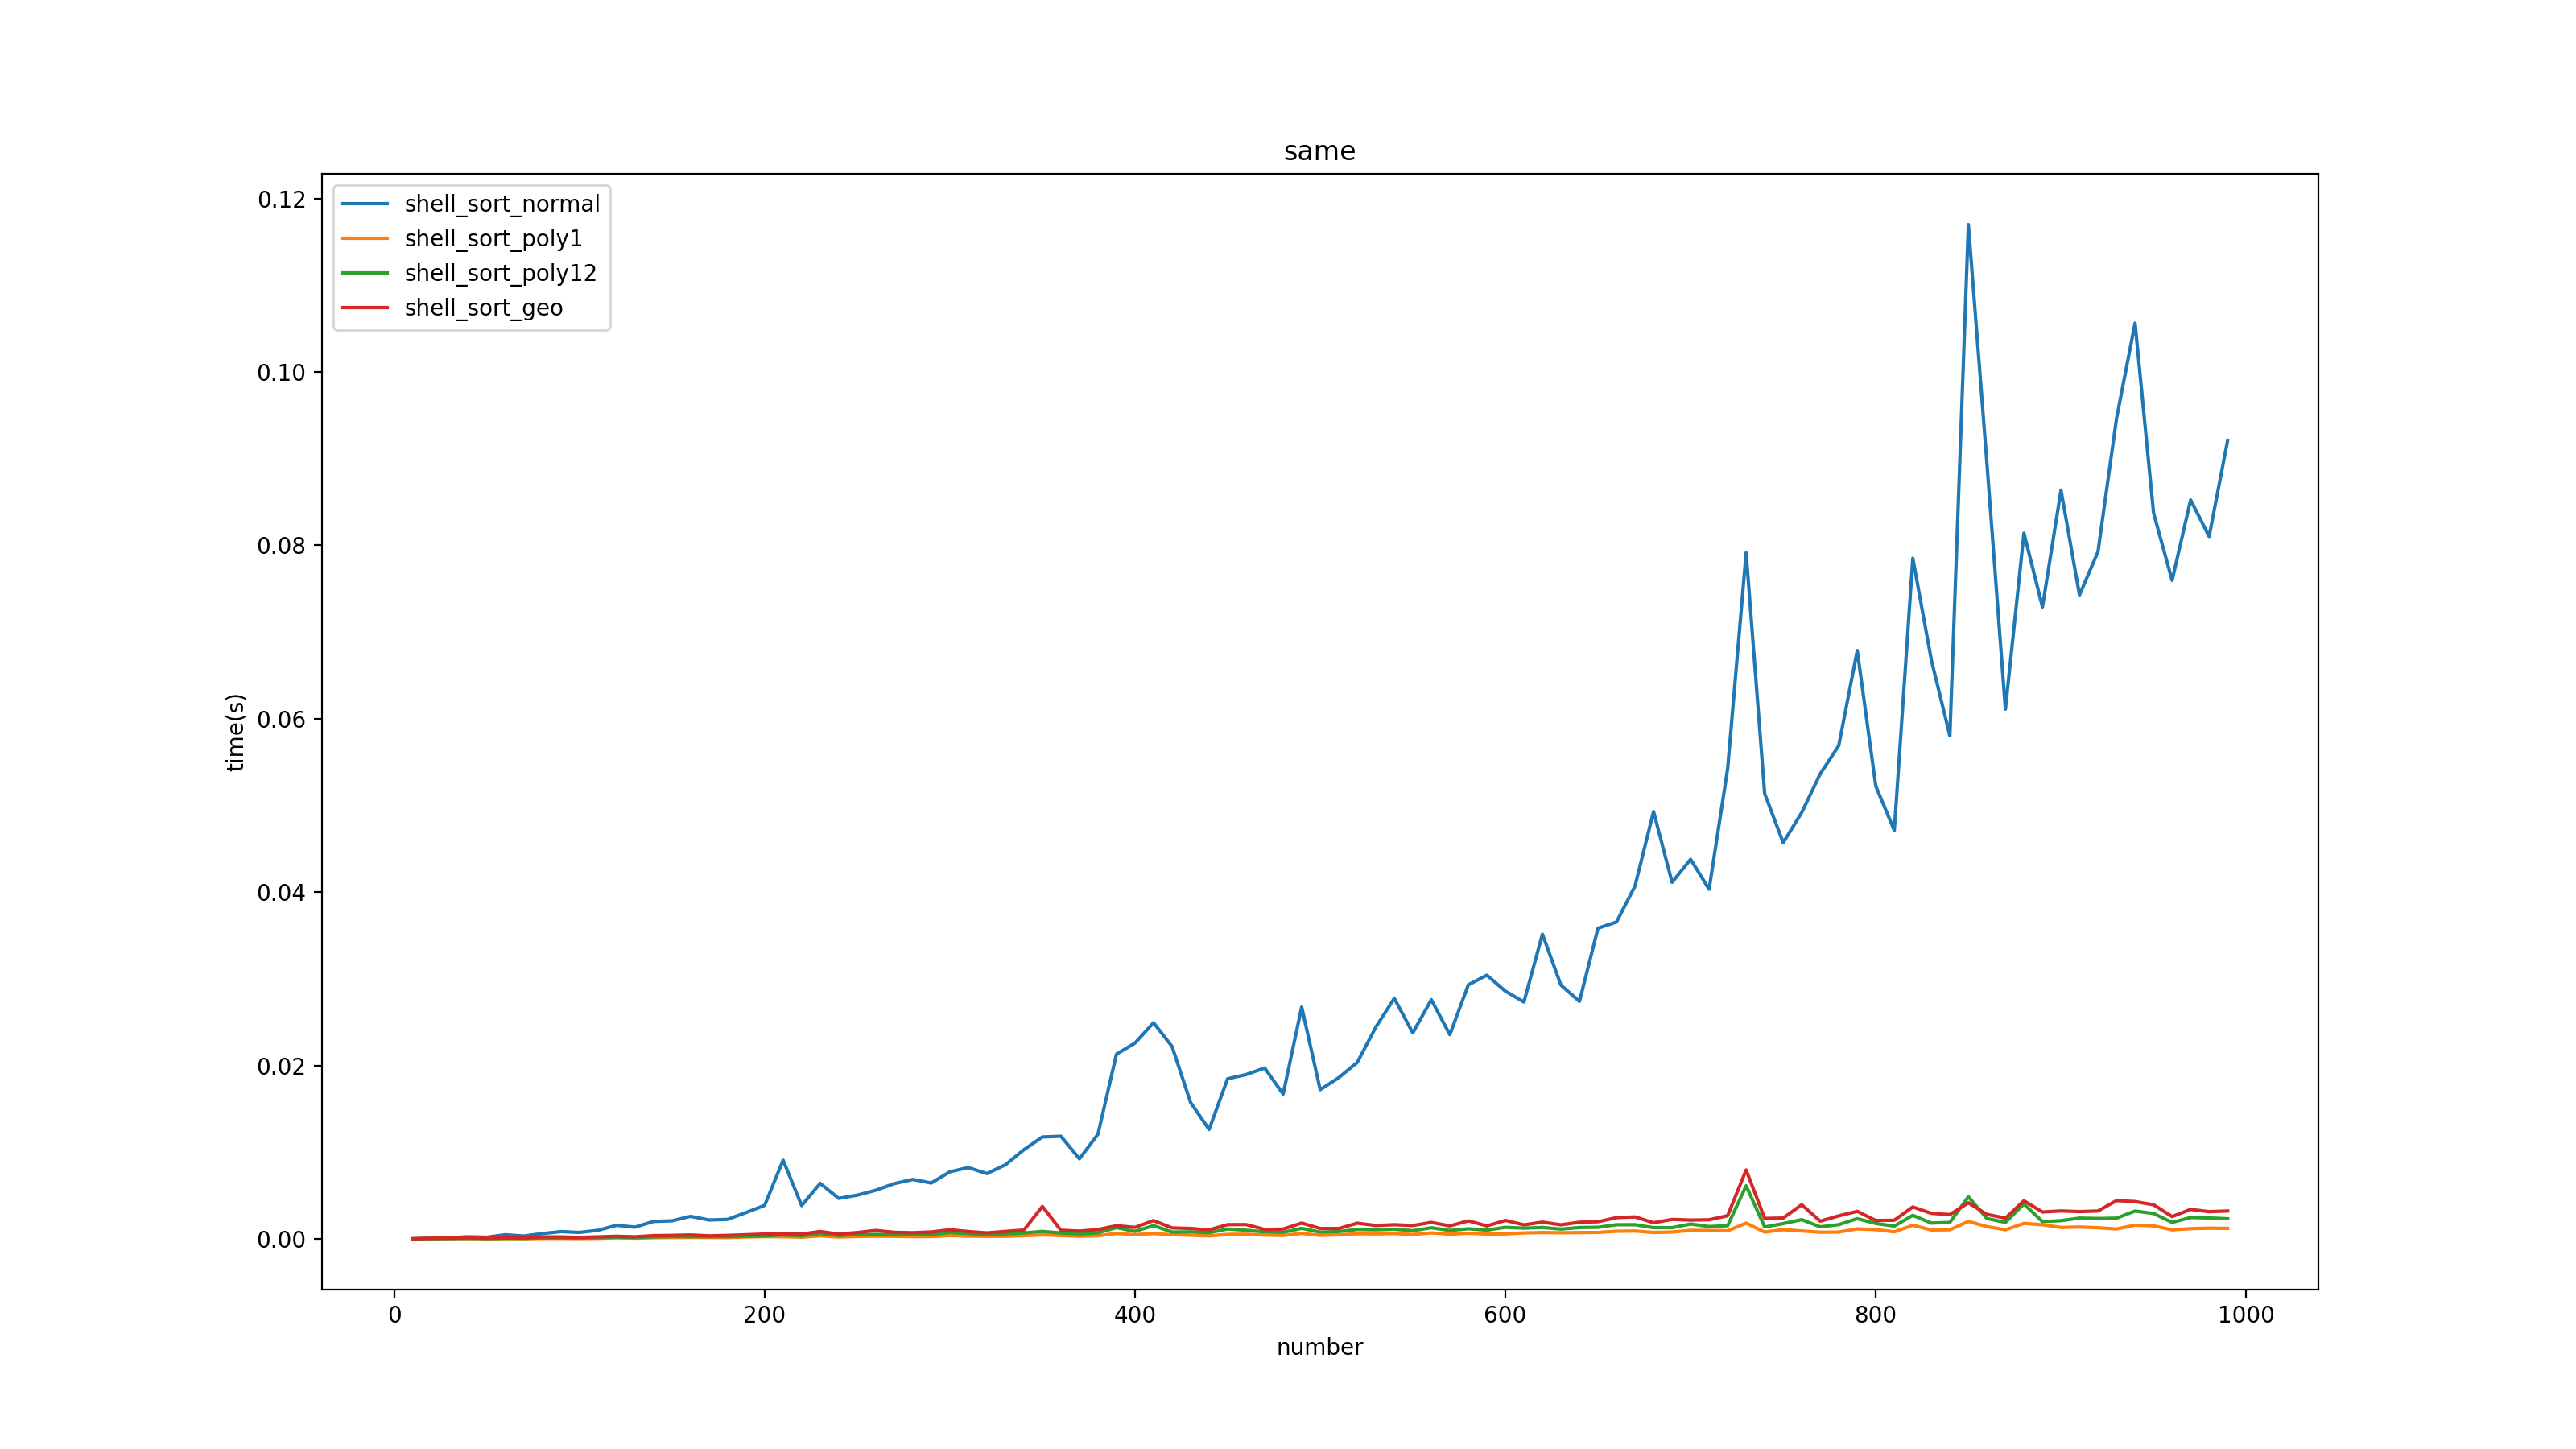 same
shell_sort_normal
shell_sort_poly1
shell_sort_poly12
shell_sort_geo
0.12
0.10
0.08
0.06
0.04
0.02
0.00
time(s)
0 200 400 600 800 1000
number